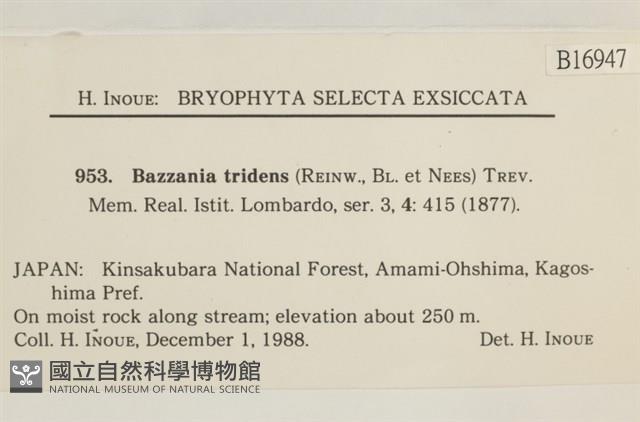 B16947
H. INOUE: BRYOPHYTA SELECTA EXSICCATA
953. Bazzania tridens (REINW., BL. et NEES) TREV.
Mem. Real. Istit. Lombardo, ser. 3, 4: 415 (1877).
JAPAN: Kinsakubara National Forest, Amami-Ohshima, Kagos-
hima Pref.
On moist rock along stream; elevation about 250 m.
Coll. H. INOUE, December 1, 1988. Det. H. INOUE
國立自然科學博物館
NATIONAL MUSEUM OF NATURAL SCIENCE